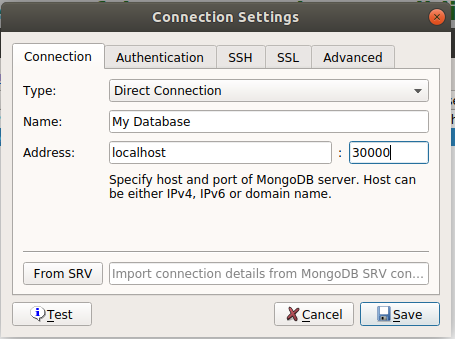 Connection Settings
Connection Authentication SSH SSL Advanced
Type: Direct Connection
Name: My Database
Address: localhost : 30000
Specify host and port of MongoDB server. Host can
be either IPv4, IPv6 or domain name.
From SRV Import connection details from MongoDB SRV con...
Test Cancel Save